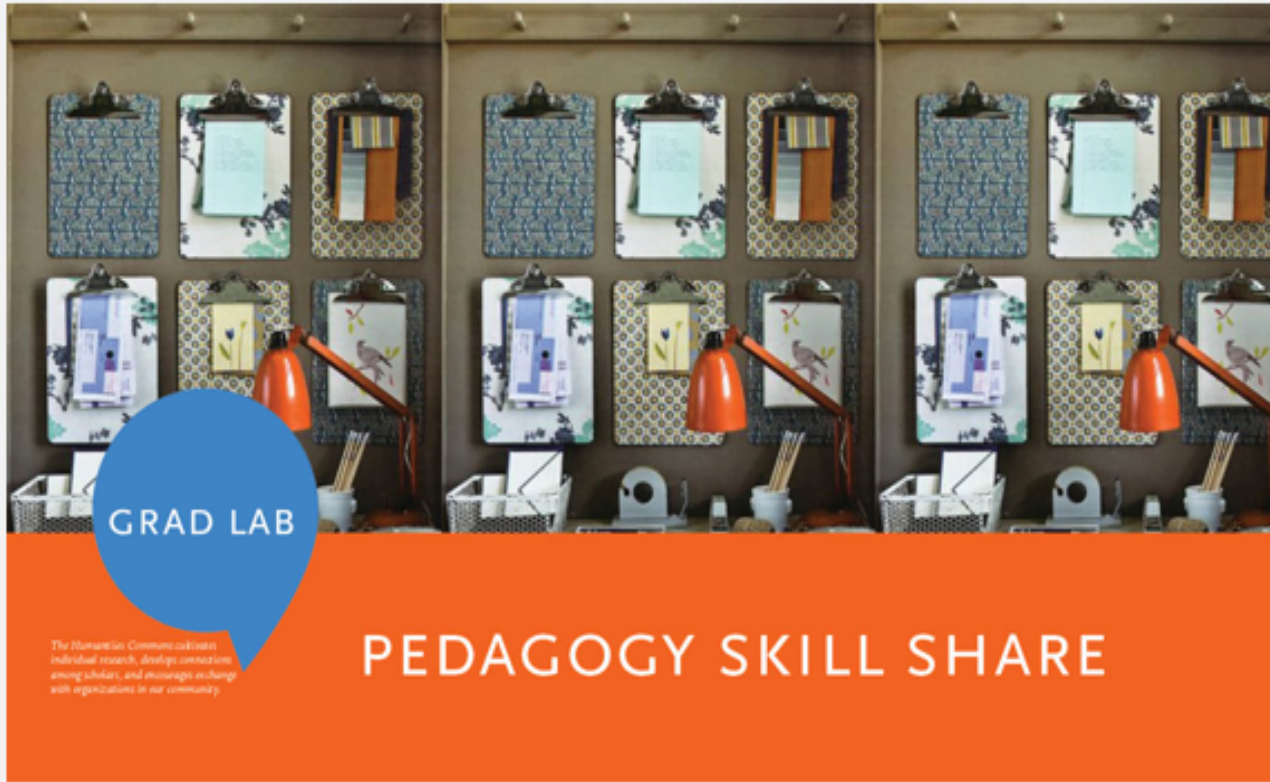 GRAD LAB
The Humanities Commons cultivates
individual research, develops connections
among scholars, and encourages exchange
with organizations in our community.
PEDAGOGY SKILL SHARE